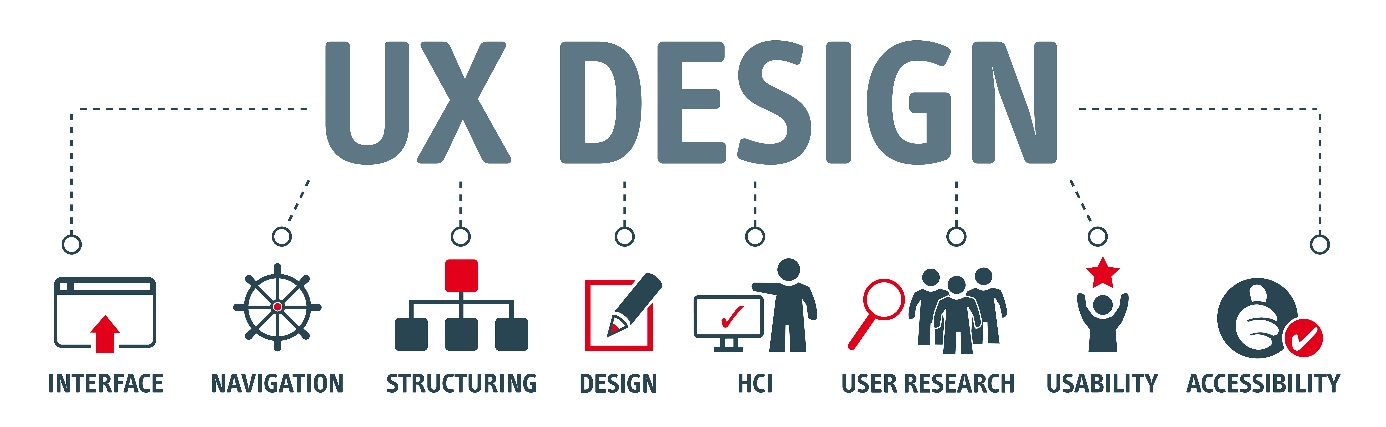 UX DESIGN
INTERFACE
NAVIGATION
STRUCTURING
DESIGN
HCI
USER RESEARCH
USABILITY
ACCESSIBILITY